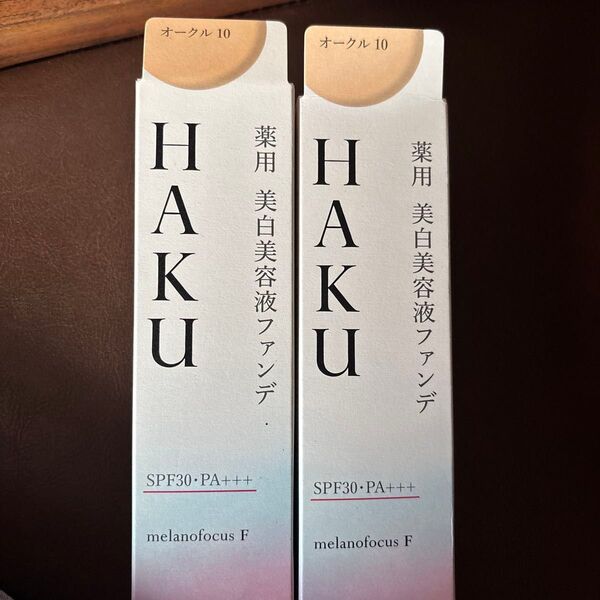 オークル 10
HAKU
薬用 美白美容液ファンデ
SPF30・PA+++
melanofocus F
オークル 10
HAKU
薬用 美白美容液ファンデ
SPF30・PA+++
melanofocus F